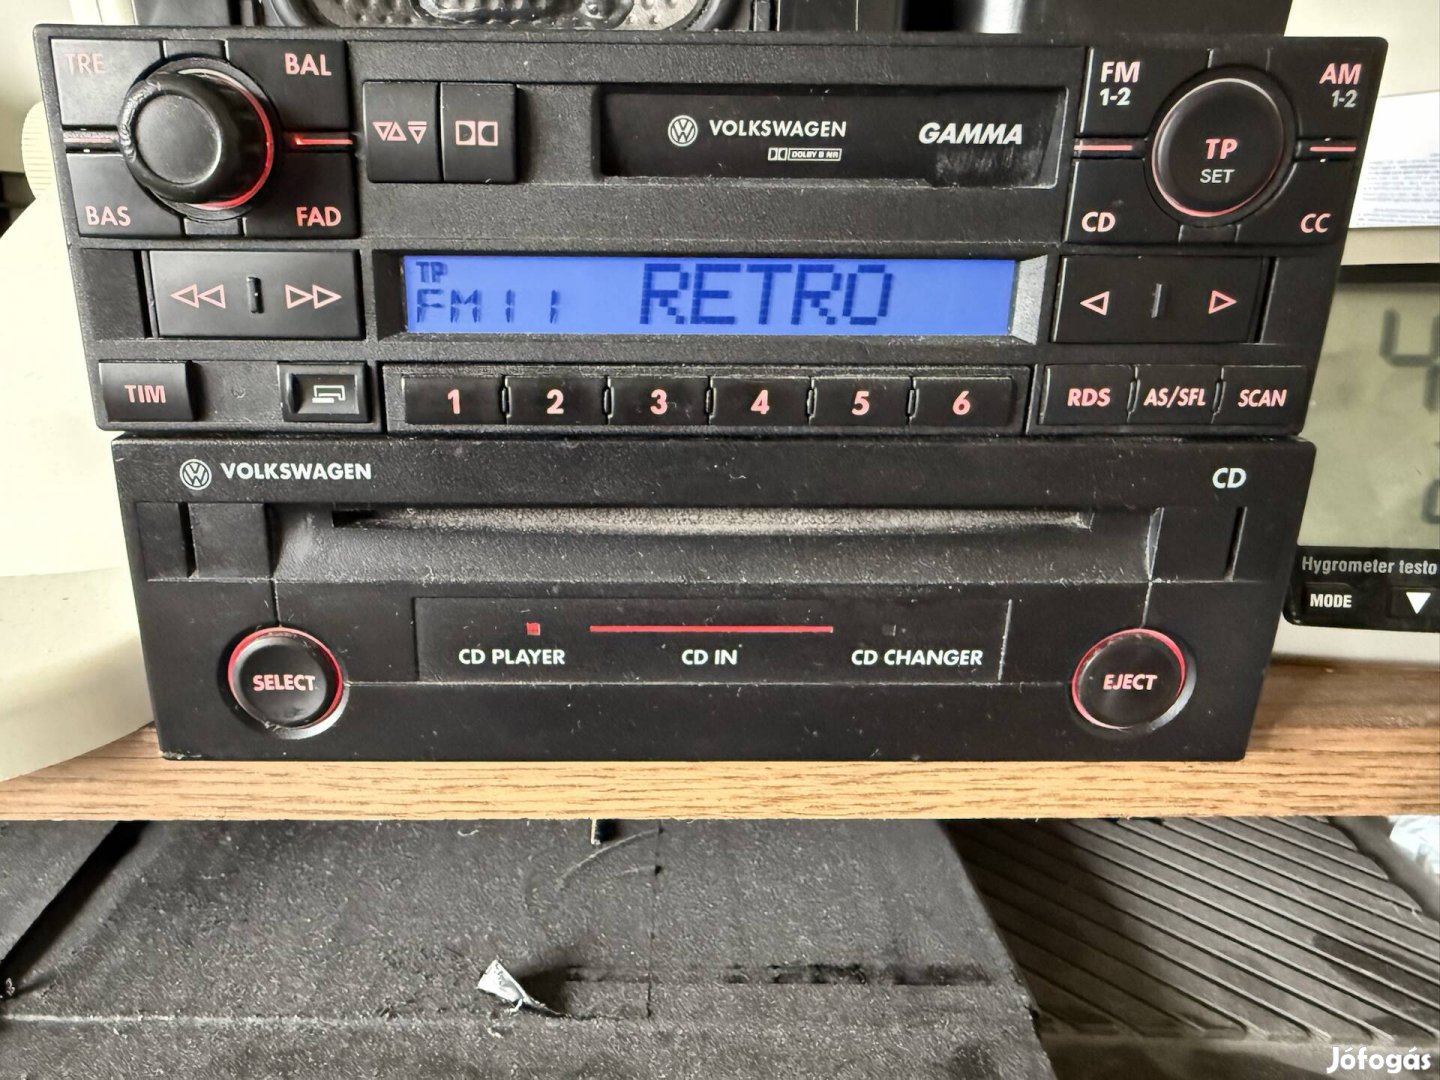 TRE
BAL
BAS
FAD
VOLKSWAGEN
GAMMA
DOLBY B NR
FM
1-2
AM
1-2
TP
SET
CD
CC
TP
FM11 RETRO
TIM
1 2 3 4 5 6
RDS
AS/SFL
SCAN
VOLKSWAGEN
CD
CD PLAYER
CD IN
CD CHANGER
SELECT
EJECT
Hygrometer testo
MODE
Jófogás